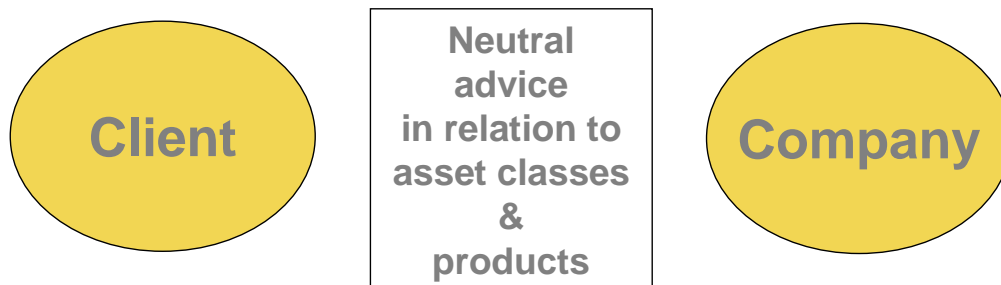 Client
Neutral
advice
in relation to
asset classes
&
products
Company